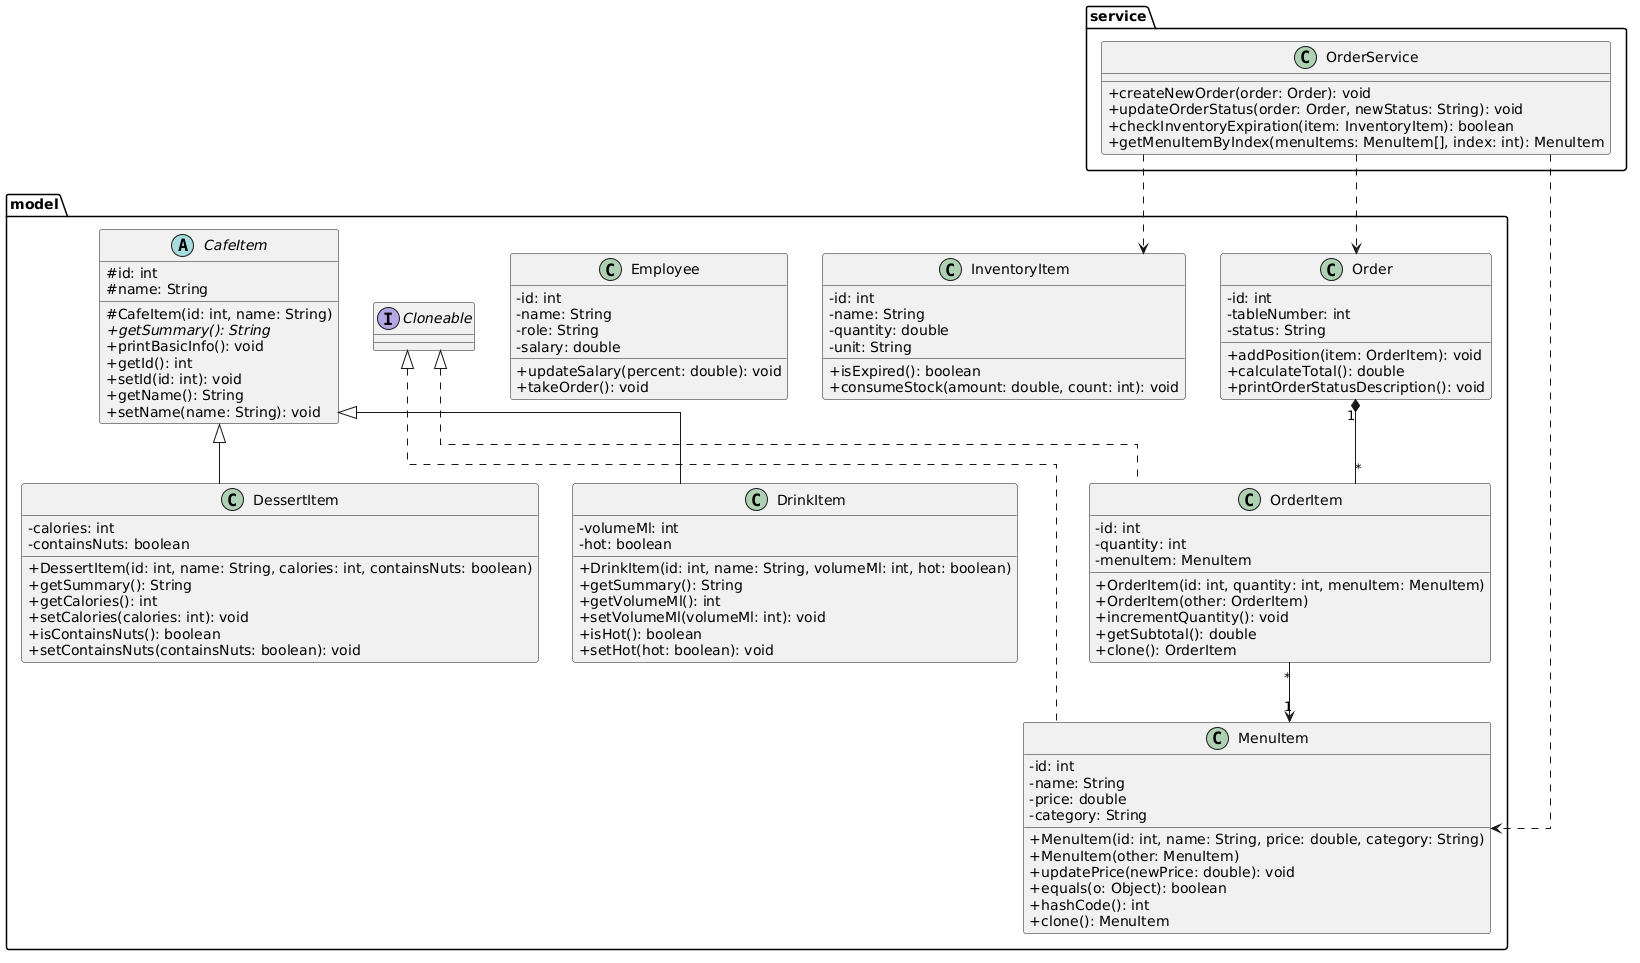 service
C OrderService
+createNewOrder(order: Order): void
+updateOrderStatus(order: Order, newStatus: String): void
+checkInventoryExpiration(item: InventoryItem): boolean
+getMenuItemByIndex(menuItems: MenuItem[], index: int): MenuItem
model
A CafeItem
#id: int
#name: String
#CafeItem(id: int, name: String)
+getSummary(): String
+printBasicInfo(): void
+getId(): int
+setId(id: int): void
+getName(): String
+setName(name: String): void
I Cloneable
C Employee
-id: int
-name: String
-role: String
-salary: double
+updateSalary(percent: double): void
+takeOrder(): void
C InventoryItem
-id: int
-name: String
-quantity: double
-unit: String
+isExpired(): boolean
+consumeStock(amount: double, count: int): void
C Order
-id: int
-tableNumber: int
-status: String
+addPosition(item: OrderItem): void
+calculateTotal(): double
+printOrderStatusDescription(): void
1
*
C DessertItem
-calories: int
-containsNuts: boolean
+DessertItem(id: int, name: String, calories: int, containsNuts: boolean)
+getSummary(): String
+getCalories(): int
+setCalories(calories: int): void
+isContainsNuts(): boolean
+setContainsNuts(containsNuts: boolean): void
C DrinkItem
-volumeMl: int
-hot: boolean
+DrinkItem(id: int, name: String, volumeMl: int, hot: boolean)
+getSummary(): String
+getVolumeMl(): int
+setVolumeMl(volumeMl: int): void
+isHot(): boolean
+setHot(hot: boolean): void
C OrderItem
-id: int
-quantity: int
-menuItem: MenuItem
+OrderItem(id: int, quantity: int, menuItem: MenuItem)
+OrderItem(other: OrderItem)
+incrementQuantity(): void
+getSubtotal(): double
+clone(): OrderItem
*
1
C MenuItem
-id: int
-name: String
-price: double
-category: String
+MenuItem(id: int, name: String, price: double, category: String)
+MenuItem(other: MenuItem)
+updatePrice(newPrice: double): void
+equals(o: Object): boolean
+hashCode(): int
+clone(): MenuItem